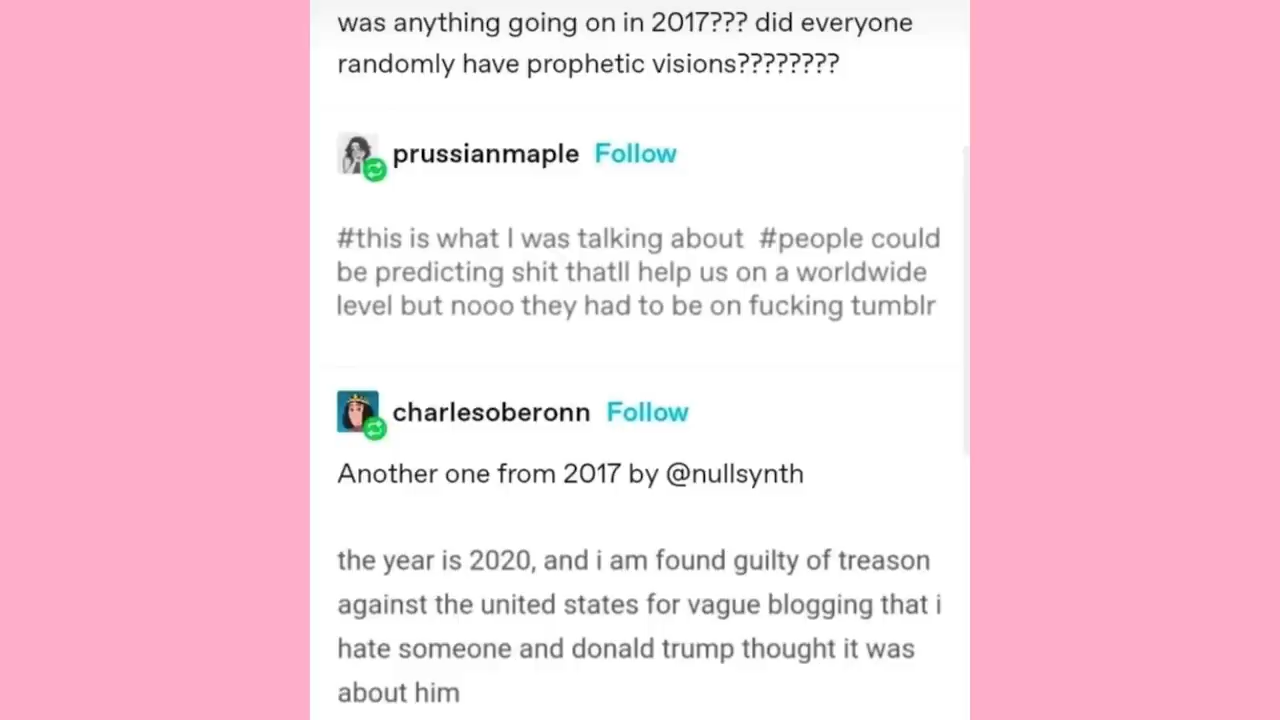 was anything going on in 2017??? did everyone
randomly have prophetic visions????????
prussianmaple Follow
#this is what I was talking about #people could
be predicting shit thatll help us on a worldwide
level but nooo they had to be on fucking tumblr
charlesoberonn Follow
Another one from 2017 by @nullsynth
the year is 2020, and i am found guilty of treason
against the united states for vague blogging that i
hate someone and donald trump thought it was
about him